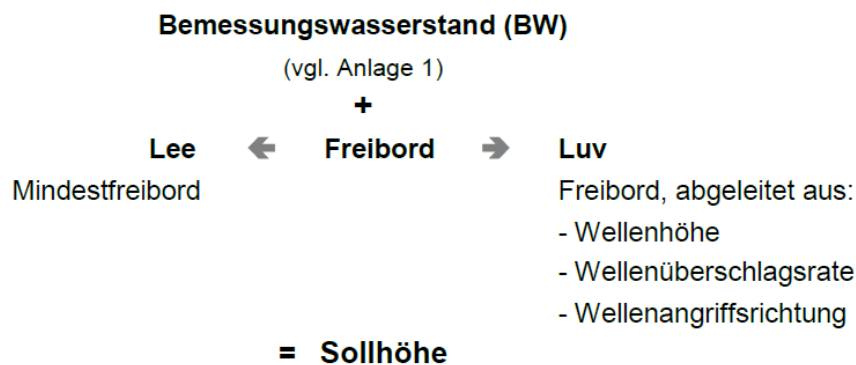 Bemessungswasserstand (BW)
(vgl. Anlage 1)
+
Lee ← Freibord → Luv
Mindestfreibord Freibord, abgeleitet aus:
- Wellenhöhe
- Wellenüberschlagsrate
- Wellenangriffsrichtung
= Sollhöhe